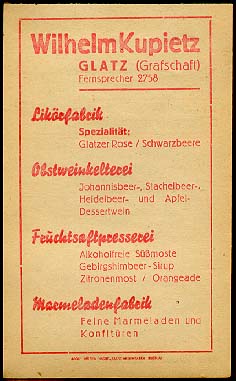 Wilhelm Kupietz
GLATZ (Grafschaft)
Fernsprecher 2758
Likörfabrik
Spezialität:
Glatzer Rose / Schwarzbeere
Obstweinkelterei
Johannisbeer-, Stachelbeer-,
Heidelbeer- und Apfel-
Dessertwein
Fruchtsaftpresserei
Alkoholfreie Süßmoste
Gebirgshimbeer-Sirup
Zitronenmost / Orangeade
Marmeladenfabrik
Feine Marmeladen und
Konfitüren